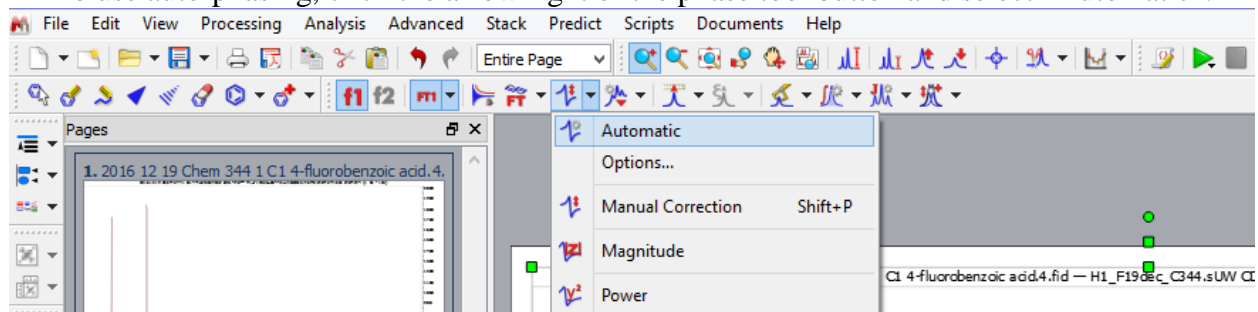 File Edit View Processing Analysis Advanced Stack Predict Scripts Documents Help
Entire Page
f1 f2 FT1 FT
Pages
Automatic
1. 2016 12 19 Chem 344 1 C1 4-fluorobenzoic acid.4.
Options...
Manual Correction Shift+P
Magnitude
C1 4-fluorobenzoic acid.4.fid — H1_F19dec_C344.sUW
Power